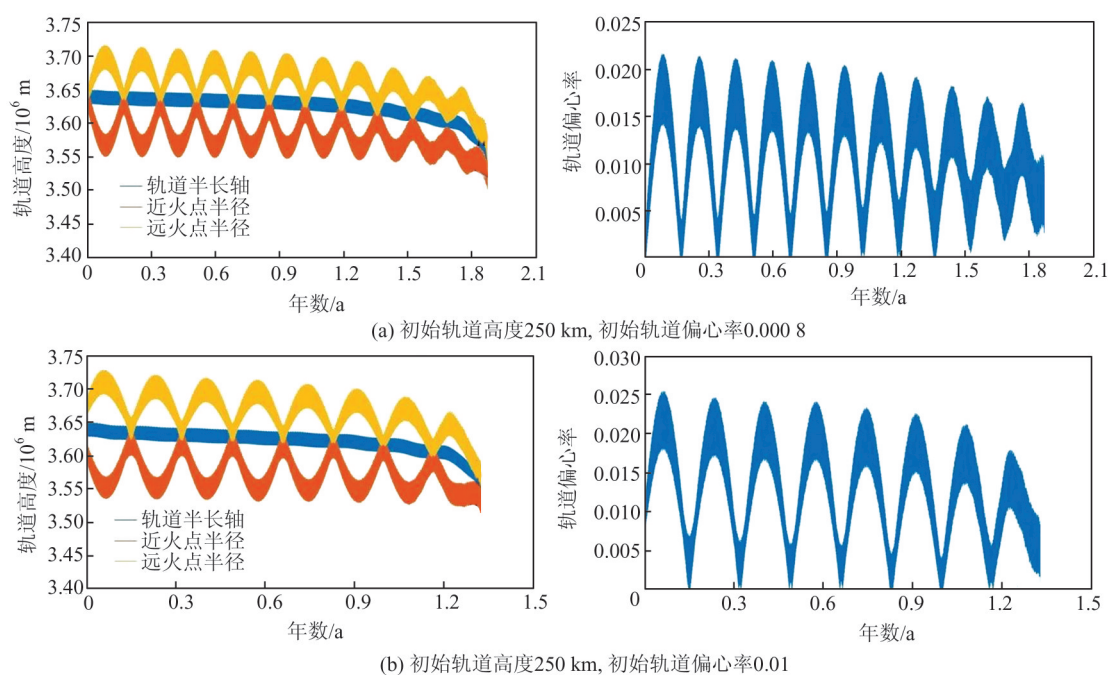 3.75
3.70
3.65
3.60
3.55
3.50
3.45
3.40
轨道高度/10⁶ m
轨道半长轴
近火点半径
远火点半径
0 0.3 0.6 0.9 1.2 1.5 1.8 2.1
年数/a
0.025
0.020
0.015
0.010
0.005
轨道偏心率
0 0.3 0.6 0.9 1.2 1.5 1.8 2.1
年数/a
(a) 初始轨道高度250 km, 初始轨道偏心率0.000 8
3.75
3.70
3.65
3.60
3.55
3.50
3.45
3.40
轨道高度/10⁶ m
轨道半长轴
近火点半径
远火点半径
0 0.3 0.6 0.9 1.2 1.5
年数/a
0.030
0.025
0.020
0.015
0.010
0.005
轨道偏心率
0 0.3 0.6 0.9 1.2 1.5
年数/a
(b) 初始轨道高度250 km, 初始轨道偏心率0.01